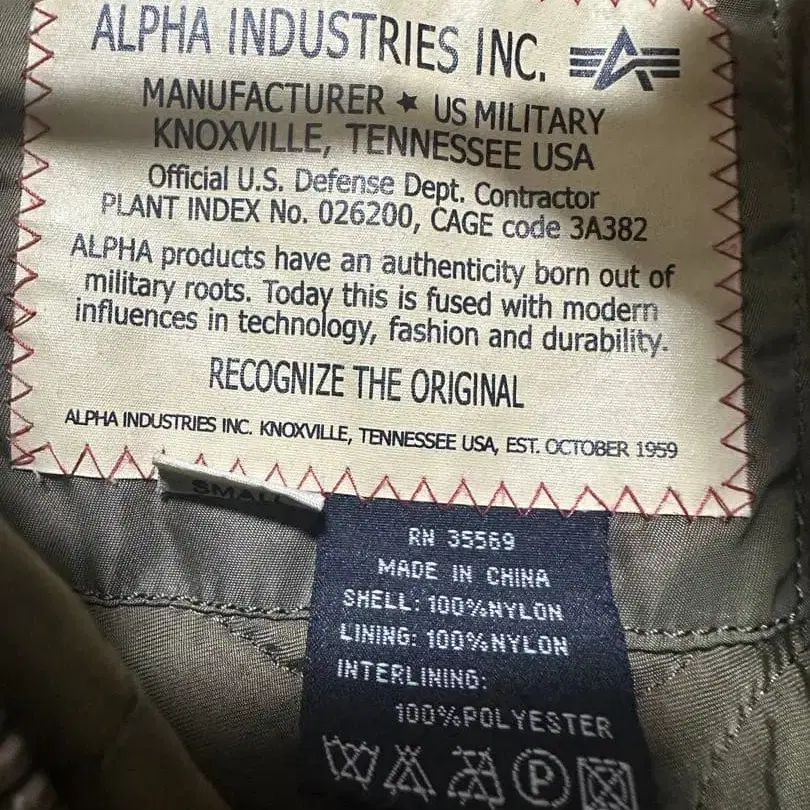 ALPHA INDUSTRIES INC.
MANUFACTURER ★ US MILITARY
KNOXVILLE, TENNESSEE USA
Official U.S. Defense Dept. Contractor
PLANT INDEX No. 026200, CAGE code 3A382
ALPHA products have an authenticity born out of
military roots. Today this is fused with modern
influences in technology, fashion and durability.
RECOGNIZE THE ORIGINAL
ALPHA INDUSTRIES INC. KNOXVILLE, TENNESSEE USA, EST. OCTOBER 1959
SMALL
RN 35569
MADE IN CHINA
SHELL: 100%NYLON
LINING: 100%NYLON
INTERLINING:
100%POLYESTER
P